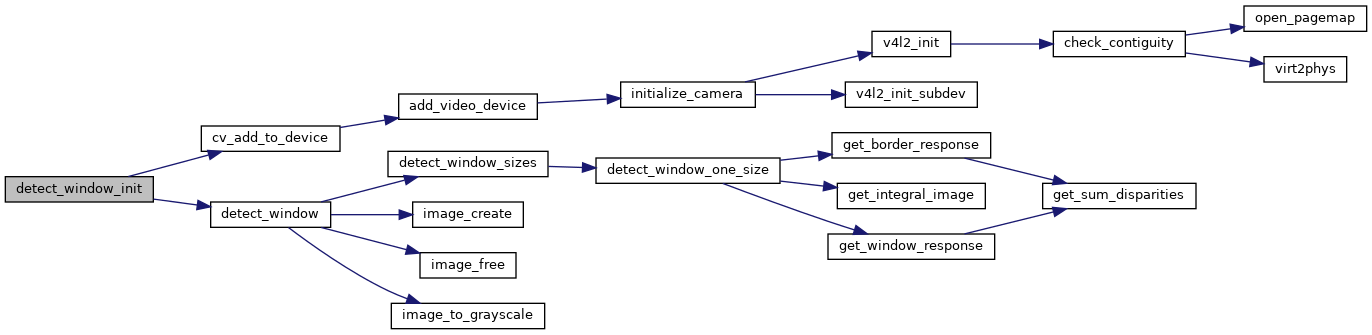 detect_window_init
cv_add_to_device
add_video_device
initialize_camera
v4l2_init
check_contiguity
open_pagemap
virt2phys
v4l2_init_subdev
detect_window
detect_window_sizes
detect_window_one_size
get_border_response
get_sum_disparities
get_integral_image
get_window_response
image_create
image_free
image_to_grayscale